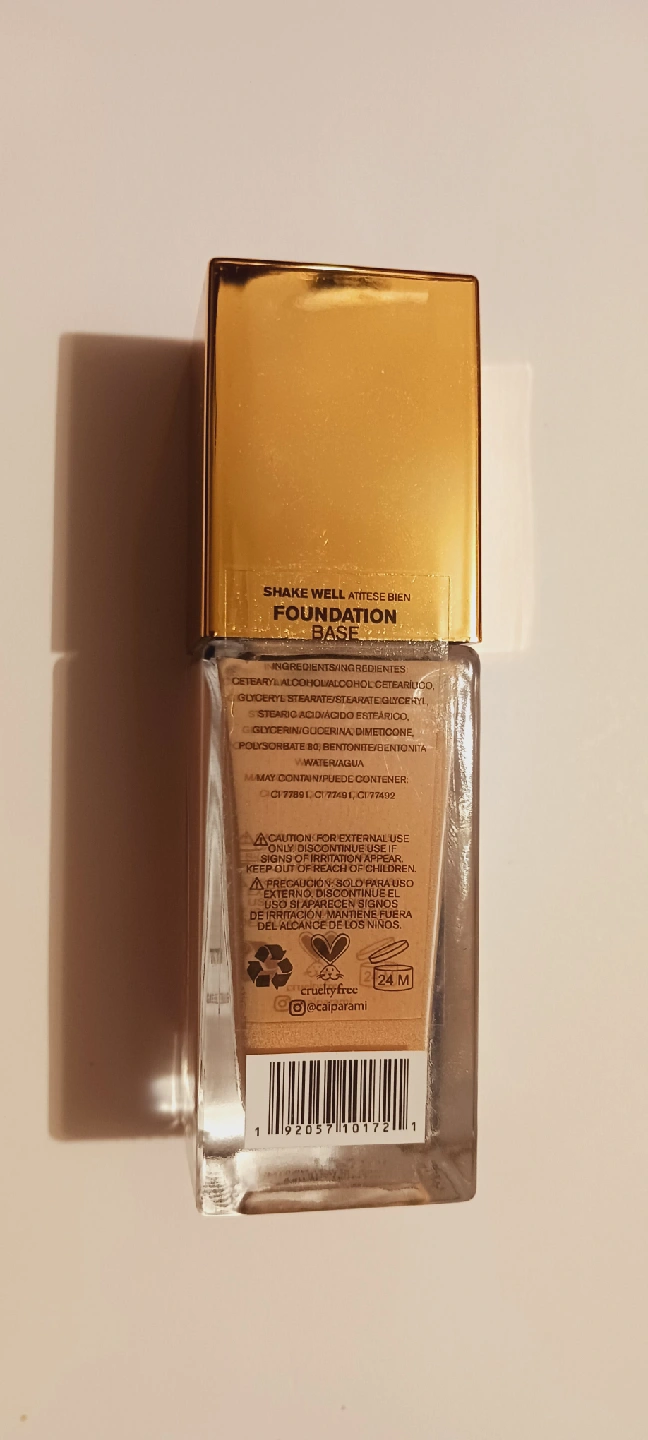 SHAKE WELL ATÍTESE BIEN
FOUNDATION
BASE
INGREDIENTS/INGREDIENTES
CETEARYL ALCOHOL/ALCOHOL CETEARÍLICO,
GLYCERYL STEARATE/STEARATE GLYCERYL,
STEARIC ACID/ÁCIDO ESTEÁRICO,
GLYCERIN/GLICERINA, DIMETICONE,
POLYSORBATE 80, BENTONITE/BENTONITA
WATER/AGUA
MAY CONTAIN/PUEDE CONTENER:
CI 77891, CI 77491, CI 77492
CAUTION: FOR EXTERNAL USE
ONLY. DISCONTINUE USE IF
SIGNS OF IRRITATION APPEAR.
KEEP OUT OF REACH OF CHILDREN.
PRECAUCIÓN: SOLO PARA USO
EXTERNO. DISCONTINUE EL
USO SI APARECEN SIGNOS
DE IRRITACIÓN. MANTIENE FUERA
DEL ALCANCE DE LOS NIÑOS.
24 M
crueltyfree
@caiparami
1 92057 10172 1